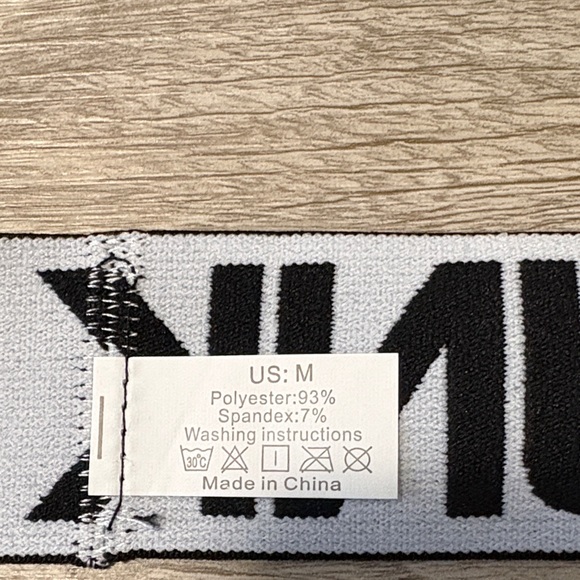 US: M
Polyester:93%
Spandex:7%
Washing instructions
30°C
Made in China